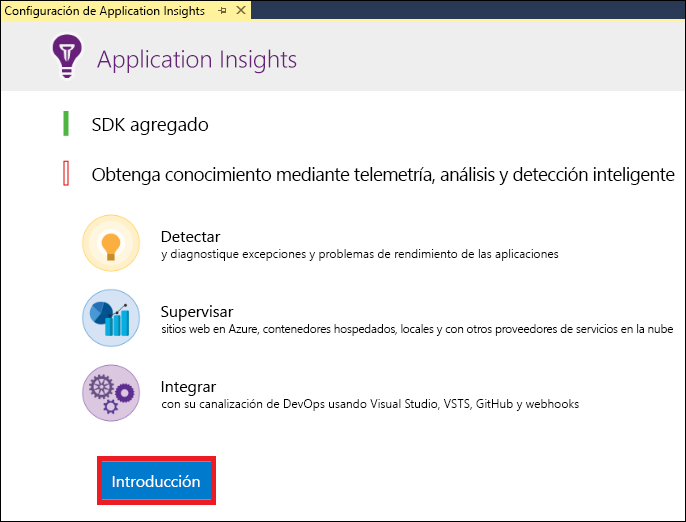 Configuración de Application Insights
Application Insights
SDK agregado
Obtenga conocimiento mediante telemetría, análisis y detección inteligente
Detectar
y diagnostique excepciones y problemas de rendimiento de las aplicaciones
Supervisar
sitios web en Azure, contenedores hospedados, locales y con otros proveedores de servicios en la nube
Integrar
con su canalización de DevOps usando Visual Studio, VSTS, GitHub y webhooks
Introducción